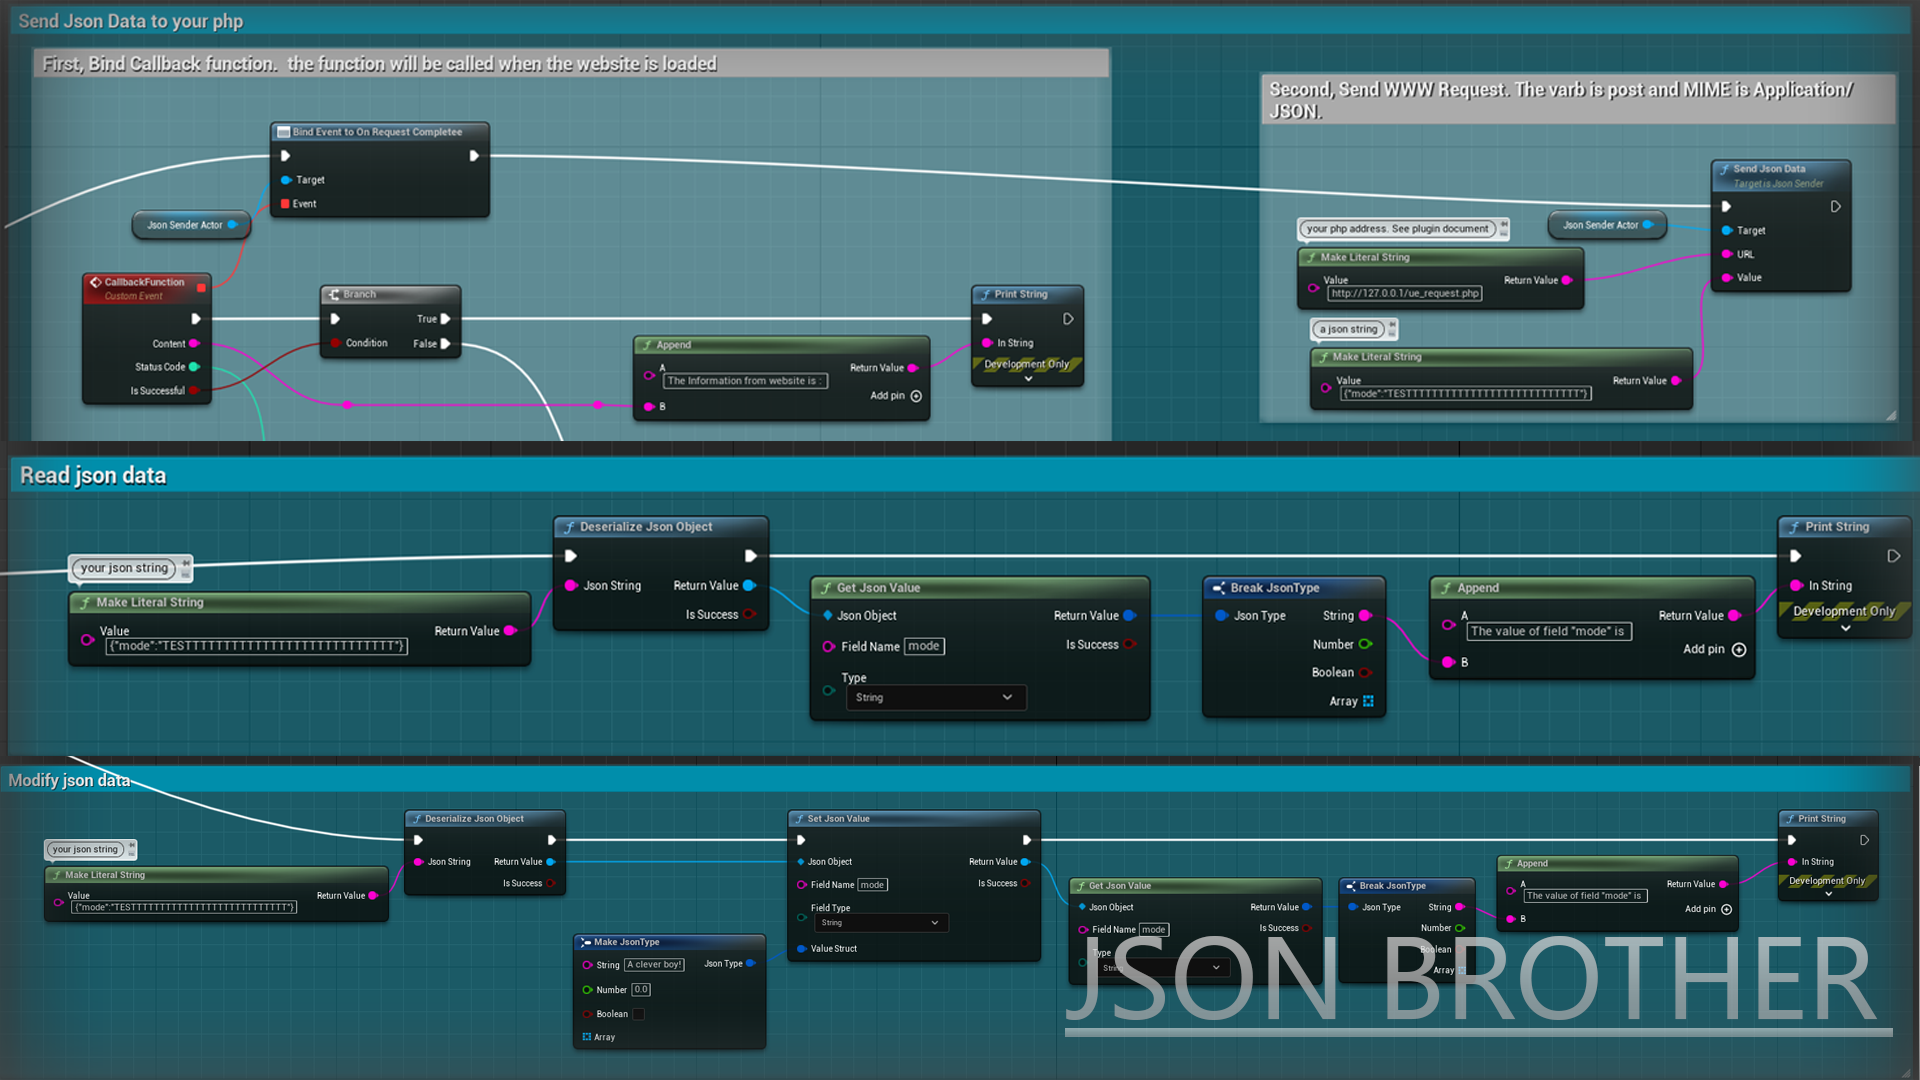 Send Json Data to your php
First, Bind Callback function.  the function will be called when the website is loaded
Bind Event to On Request Completee
Target
Event
Json Sender Actor
CallbackFunction
Custom Event
Content
Status Code
Is Successful
Branch
True
Condition
False
Append
A
The Information from website is :
Return Value
Add pin
B
Print String
In String
Development Only
Second, Send WWW Request. The varb is post and MIME is Application/
JSON.
Send Json Data
Target is Json Sender
Target
URL
Value
Json Sender Actor
your php address. See plugin document
Make Literal String
Value
http://127.0.0.1/ue_request.php
Return Value
a json string
Make Literal String
Value
{"mode":"TESTTTTTTTTTTTTTTTTTTTTTTTTTT"}
Return Value
Read json data
your json string
Make Literal String
Value
{"mode":"TESTTTTTTTTTTTTTTTTTTTTTTTTTT"}
Return Value
Deserialize Json Object
Json String
Return Value
Is Success
Get Json Value
Json Object
Return Value
Field Name
mode
Is Success
Type
String
Break JsonType
Json Type
String
Number
Boolean
Array
Append
A
The value of field "mode" is
Return Value
Add pin
B
Print String
In String
Development Only
Modify json data
your json string
Make Literal String
Value
{"mode":"TESTTTTTTTTTTTTTTTTTTTTTTTTTT"}
Return Value
Deserialize Json Object
Json String
Return Value
Is Success
Make JsonType
String
A clever boy!
Json Type
Number
0.0
Boolean
Array
Set Json Value
Json Object
Return Value
Field Name
mode
Is Success
Field Type
String
Value Struct
Get Json Value
Json Object
Return Value
Field Name
mode
Is Success
Type
String
Break JsonType
Json Type
String
Number
Boolean
Array
Append
A
The value of field "mode" is
Return Value
Add pin
B
Print String
In String
Development Only
JSON BROTHER